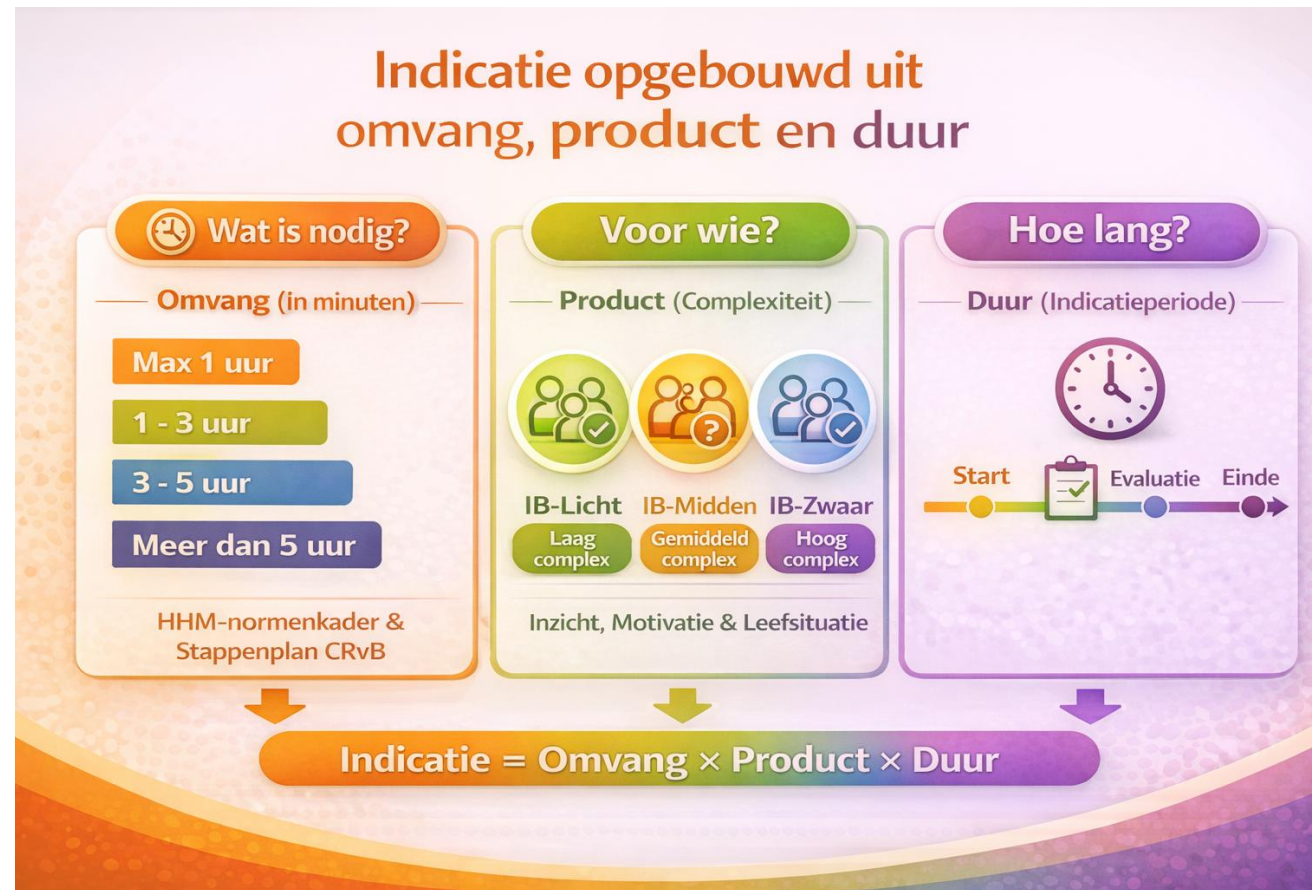 Indicatie opgebouwd uit
omvang, product en duur
Wat is nodig?
Omvang (in minuten)
Max 1 uur
1 - 3 uur
3 - 5 uur
Meer dan 5 uur
HHM-normenkader &
Stappenplan CRvB
Voor wie?
Product (Complexiteit)
?
IB-Licht
Laag
complex
IB-Midden
Gemiddeld
complex
IB-Zwaar
Hoog
complex
Inzicht, Motivatie & Leefsituatie
Hoe lang?
Duur (Indicatieperiode)
Start
Evaluatie
Einde
Indicatie = Omvang × Product × Duur